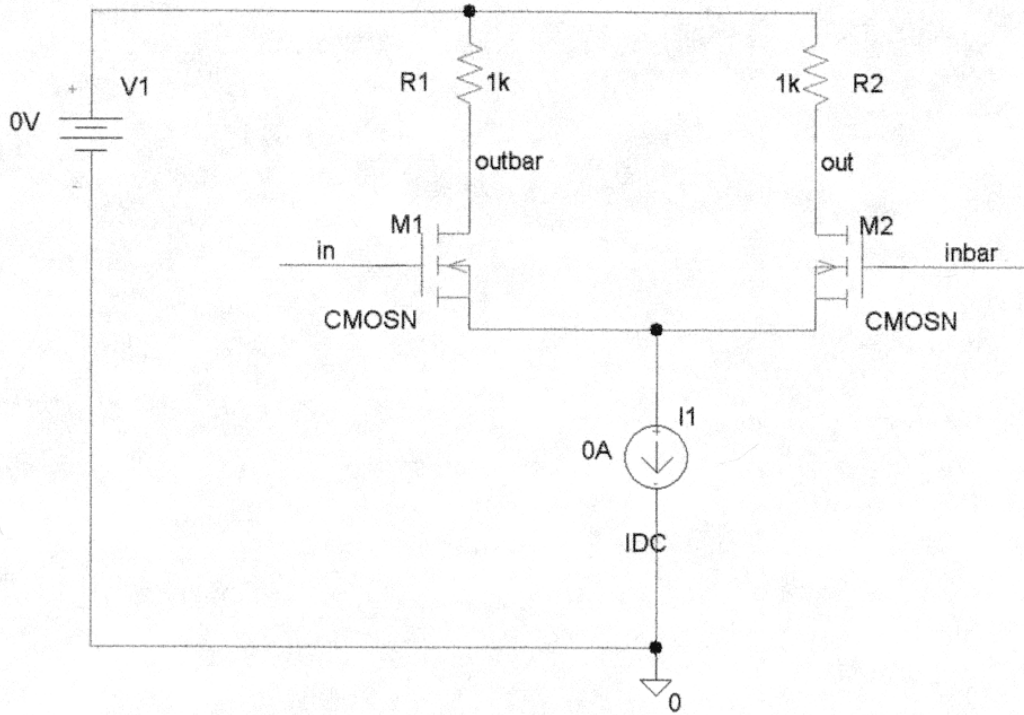 V1
0V
R1
1k
1k
R2
outbar
out
M1
M2
in
inbar
CMOSN
CMOSN
I1
0A
IDC
0